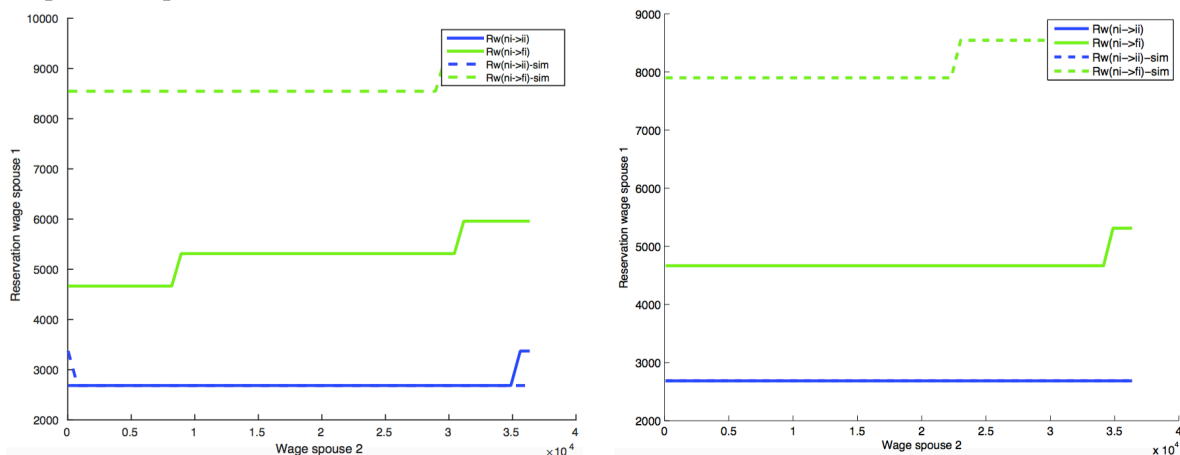 10000
9000
8000
7000
6000
5000
4000
3000
2000
Reservation wage spouse 1
Rw(ni->ii)
Rw(ni->fi)
Rw(ni->ii)-sim
Rw(ni->fi)-sim
0 0.5 1 1.5 2 2.5 3 3.5 4
Wage spouse 2
×10^4
9000
8000
7000
6000
5000
4000
3000
2000
Reservation wage spouse 1
Rw(ni−>ii)
Rw(ni−>fi)
Rw(ni−>ii)−sim
Rw(ni−>fi)−sim
0 0.5 1 1.5 2 2.5 3 3.5 4
Wage spouse 2
x 10^4